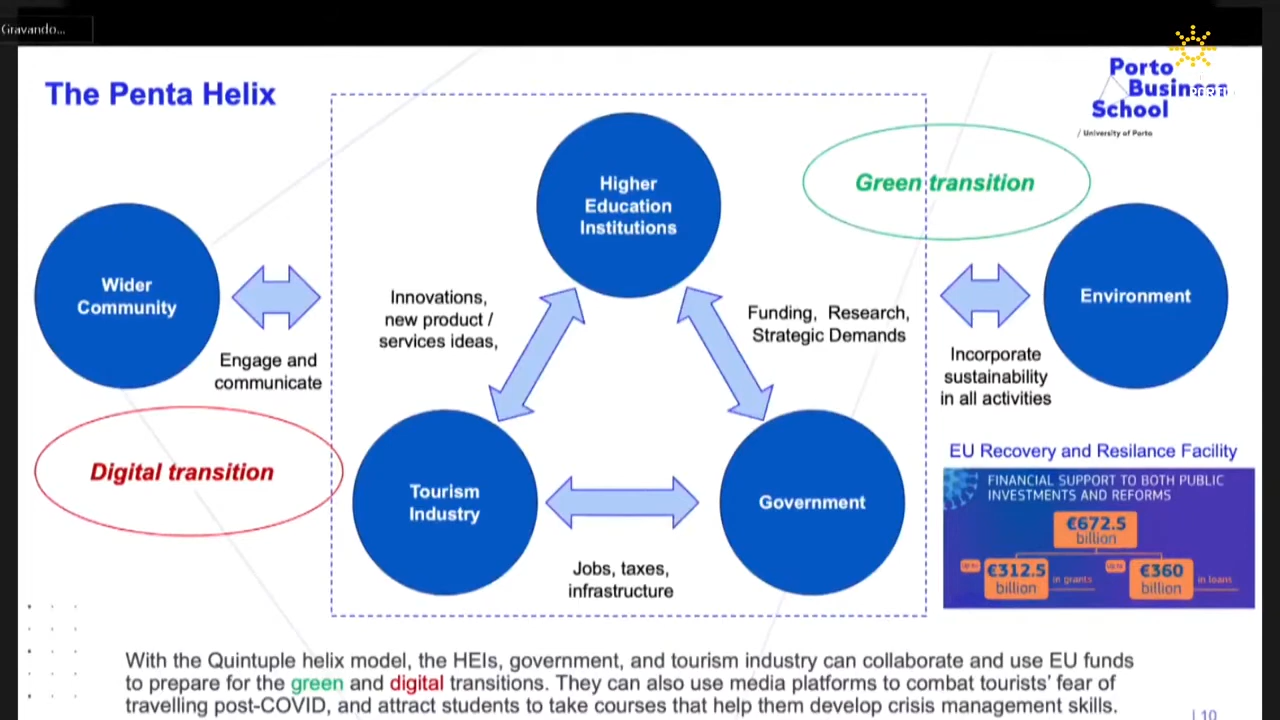 Gravando...
The Penta Helix
Porto
Business
School
/ University of Porto
Higher
Education
Institutions
Green transition
Wider
Community
Environment
Innovations,
new product /
services ideas,
Funding, Research,
Strategic Demands
Engage and
communicate
Incorporate
sustainability
in all activities
Digital transition
Tourism
Industry
Government
EU Recovery and Resilance Facility
FINANCIAL SUPPORT TO BOTH PUBLIC
INVESTMENTS AND REFORMS
€672.5
billion
up to
€312.5
billion
in grants
up to
€360
billion
in loans
Jobs, taxes,
infrastructure
With the Quintuple helix model, the HEIs, government, and tourism industry can collaborate and use EU funds
to prepare for the green and digital transitions. They can also use media platforms to combat tourists' fear of
travelling post-COVID, and attract students to take courses that help them develop crisis management skills.
| 10